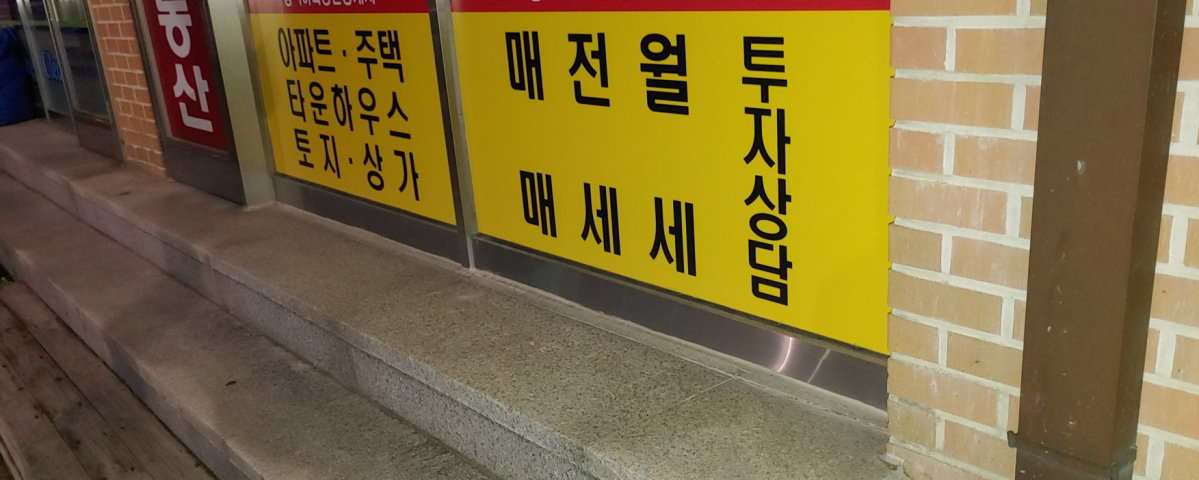 동산
아파트·주택
타운하우스
토지·상가
매매
전세
월세
투자상담